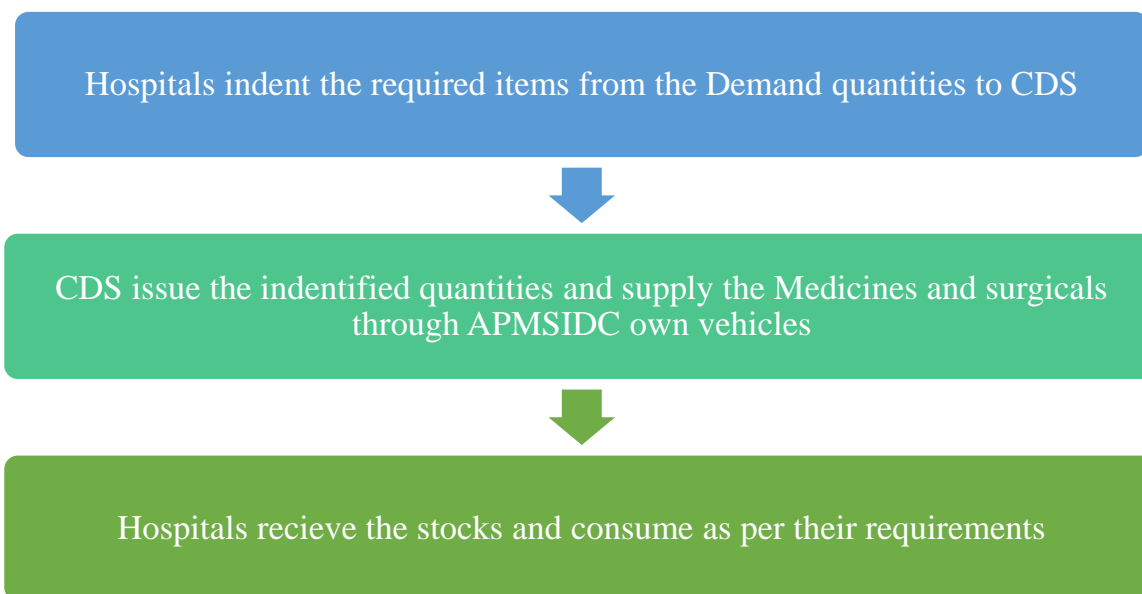 Hospitals indent the required items from the Demand quantities to CDS
CDS issue the indentified quantities and supply the Medicines and surgicals
through APMSIDC own vehicles
Hospitals recieve the stocks and consume as per their requirements